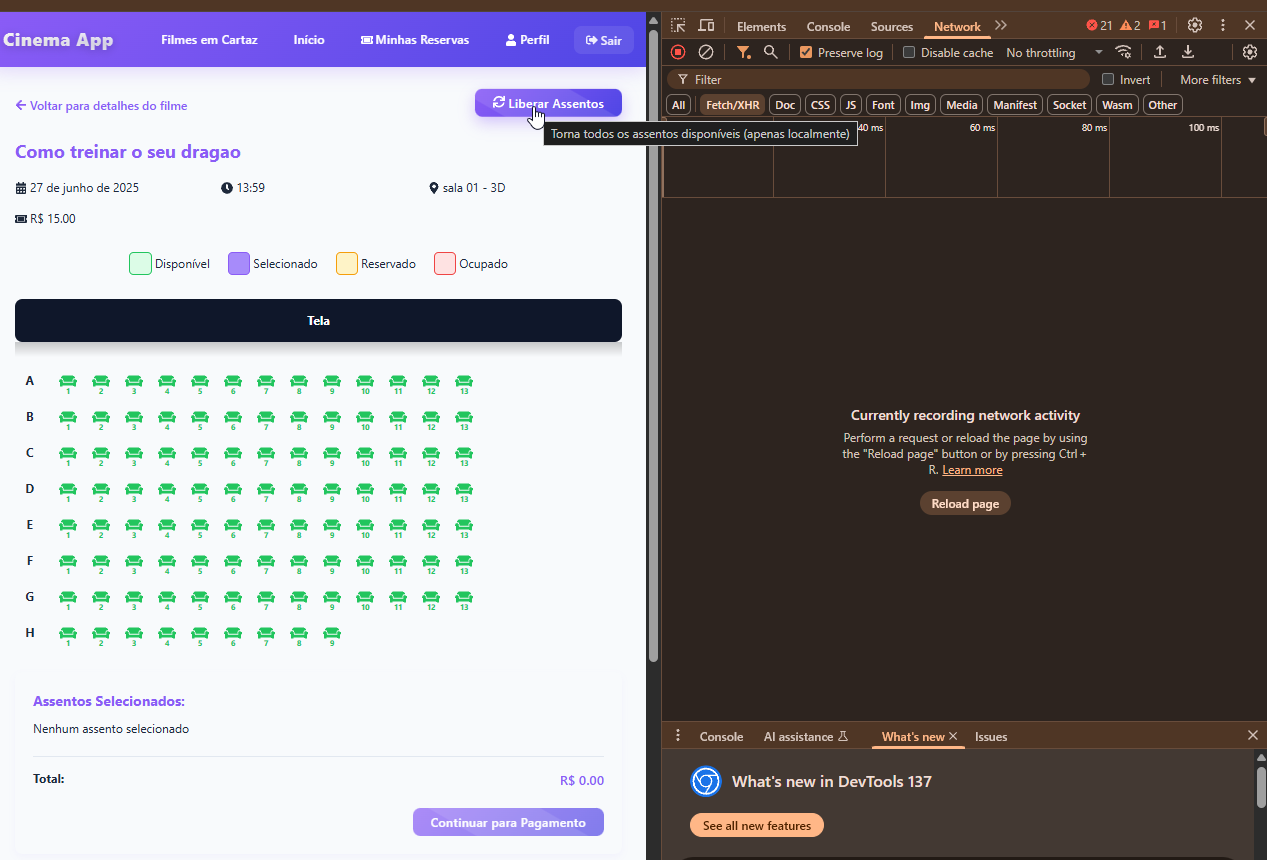 Cinema App Filmes em Cartaz Início Minhas Reservas Perfil Sair
Voltar para detalhes do filme Liberar Assentos
Torna todos os assentos disponíveis (apenas localmente)
Como treinar o seu dragao
27 de junho de 2025 13:59 sala 01 - 3D
R$ 15.00
Disponível Selecionado Reservado Ocupado
Tela
A 1 2 3 4 5 6 7 8 9 10 11 12 13
B 1 2 3 4 5 6 7 8 9 10 11 12 13
C 1 2 3 4 5 6 7 8 9 10 11 12 13
D 1 2 3 4 5 6 7 8 9 10 11 12 13
E 1 2 3 4 5 6 7 8 9 10 11 12 13
F 1 2 3 4 5 6 7 8 9 10 11 12 13
G 1 2 3 4 5 6 7 8 9 10 11 12 13
H 1 2 3 4 5 6 7 8 9
Assentos Selecionados:
Nenhum assento selecionado
Total: R$ 0.00
Continuar para Pagamento
Elements Console Sources Network 21 2 1
Preserve log Disable cache No throttling
Filter Invert More filters
All Fetch/XHR Doc CSS JS Font Img Media Manifest Socket Wasm Other
40 ms 60 ms 80 ms 100 ms
Currently recording network activity
Perform a request or reload the page by using
the "Reload page" button or by pressing Ctrl +
R. Learn more
Reload page
Console AI assistance What's new Issues
What's new in DevTools 137
See all new features